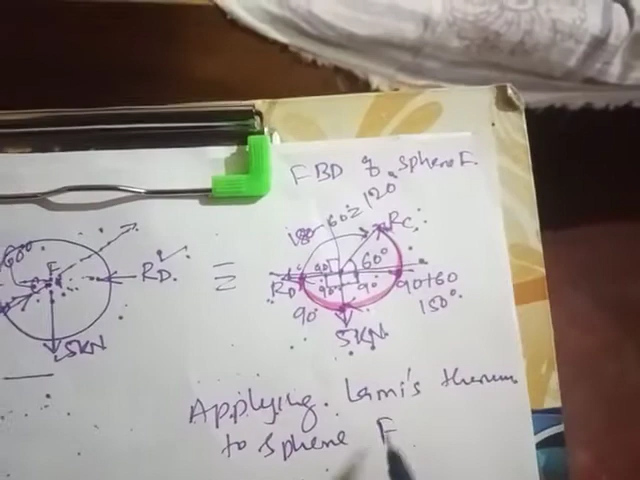 FBD of sphere F.
180-60 = 120°
60°
F
RD
5KN
=
RC
90°
60°
RD
90° 90°
90+60
150°
90°
5KN
Applying Lami's theorem
to sphere F